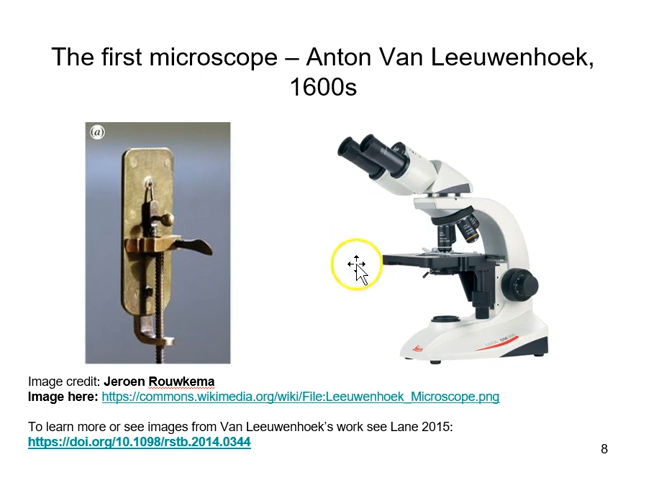 The first microscope – Anton Van Leeuwenhoek,
1600s
(a)
Image credit: Jeroen Rouwkema
Image here: https://commons.wikimedia.org/wiki/File:Leeuwenhoek_Microscope.png
To learn more or see images from Van Leeuwenhoek's work see Lane 2015:
https://doi.org/10.1098/rstb.2014.0344
8